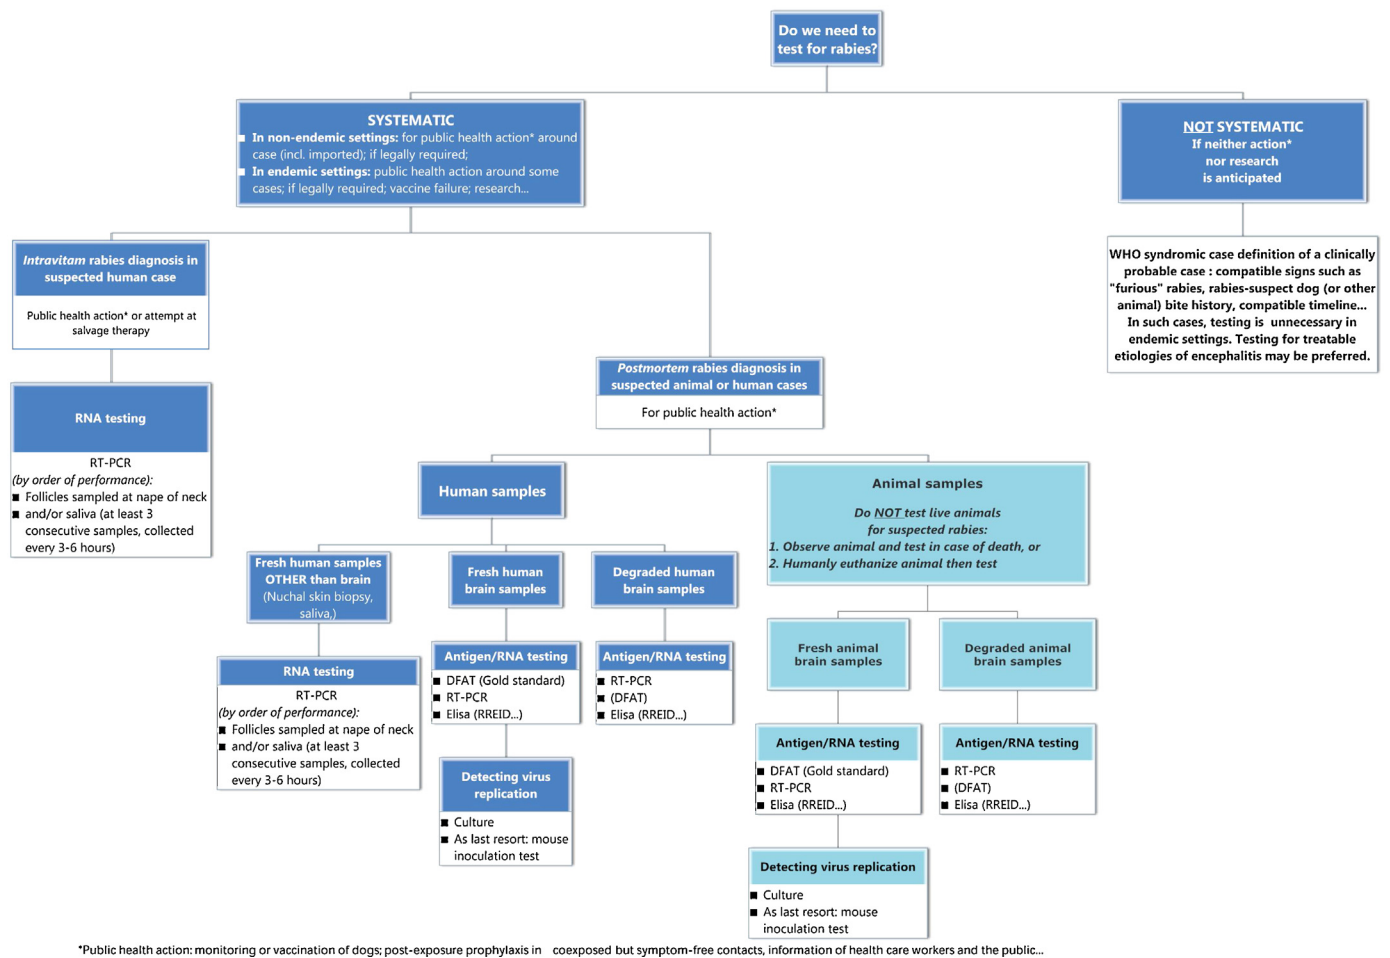 Do we need to
test for rabies?
SYSTEMATIC
In non-endemic settings: for public health action* around
case (incl. imported); if legally required;
In endemic settings: public health action around some
cases; if legally required; vaccine failure; research...
NOT SYSTEMATIC
If neither action*
nor research
is anticipated
WHO syndromic case definition of a clinically
probable case : compatible signs such as
"furious" rabies, rabies-suspect dog (or other
animal) bite history, compatible timeline...
In such cases, testing is unnecessary in
endemic settings. Testing for treatable
etiologies of encephalitis may be preferred.
Intravitam rabies diagnosis in
suspected human case
Public health action* or attempt at
salvage therapy
RNA testing
RT-PCR
(by order of performance):
Follicles sampled at nape of neck
and/or saliva (at least 3
consecutive samples, collected
every 3-6 hours)
Postmortem rabies diagnosis in
suspected animal or human cases
For public health action*
Human samples
Fresh human samples
OTHER than brain
(Nuchal skin biopsy,
saliva,)
RNA testing
RT-PCR
(by order of performance):
Follicles sampled at nape of neck
and/or saliva (at least 3
consecutive samples, collected
every 3-6 hours)
Fresh human
brain samples
Antigen/RNA testing
DFAT (Gold standard)
RT-PCR
Elisa (RREID...)
Detecting virus
replication
Culture
As last resort: mouse
inoculation test
Degraded human
brain samples
Antigen/RNA testing
RT-PCR
(DFAT)
Elisa (RREID...)
Animal samples
Do NOT test live animals
for suspected rabies:
1. Observe animal and test in case of death, or
2. Humanly euthanize animal then test
Fresh animal
brain samples
Antigen/RNA testing
DFAT (Gold standard)
RT-PCR
Elisa (RREID...)
Detecting virus replication
Culture
As last resort: mouse
inoculation test
Degraded animal
brain samples
Antigen/RNA testing
RT-PCR
(DFAT)
Elisa (RREID...)
*Public health action: monitoring or vaccination of dogs; post-exposure prophylaxis in coexposed but symptom-free contacts, information of health care workers and the public...